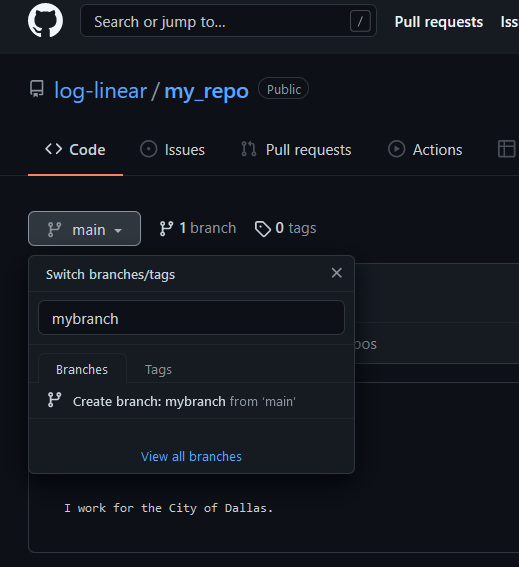 Search or jump to... /
Pull requests Iss
log-linear / my_repo Public
Code Issues Pull requests Actions
main 1 branch 0 tags
Switch branches/tags
mybranch
pos
Branches Tags
Create branch: mybranch from 'main'
View all branches
I work for the City of Dallas.